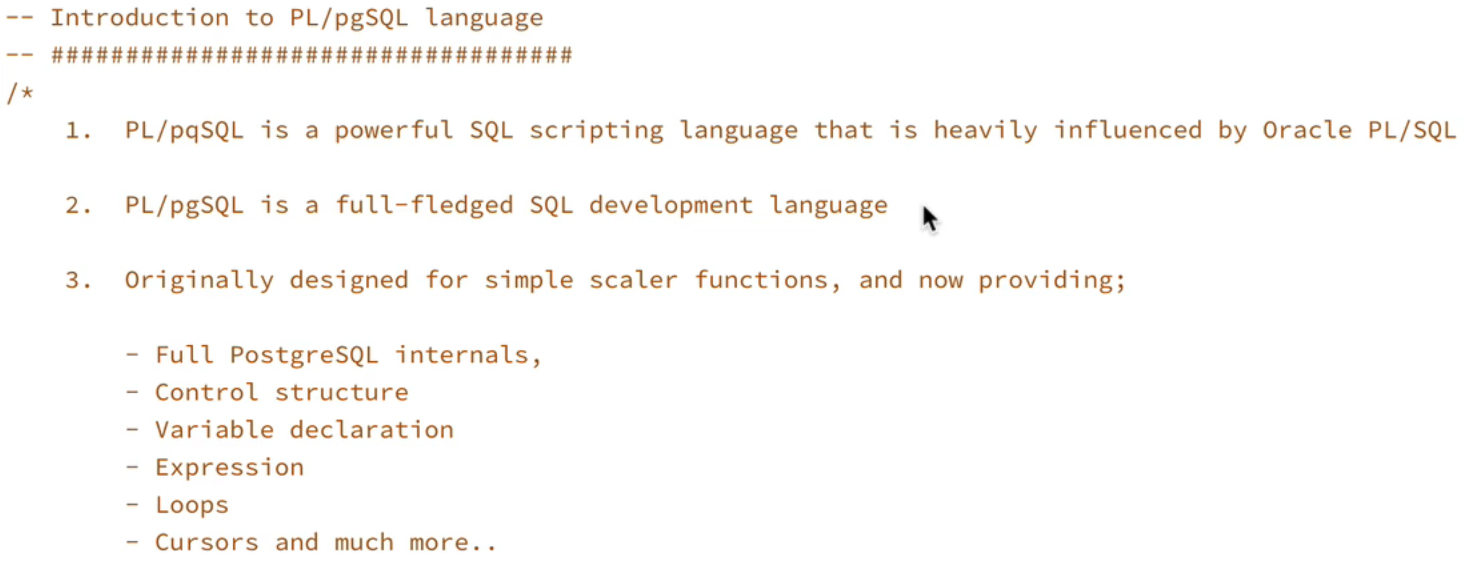 -- Introduction to PL/pgSQL language
-- ###################################
/*
1. PL/pqSQL is a powerful SQL scripting language that is heavily influenced by Oracle PL/SQL
2. PL/pgSQL is a full-fledged SQL development language
3. Originally designed for simple scaler functions, and now providing;
- Full PostgreSQL internals,
- Control structure
- Variable declaration
- Expression
- Loops
- Cursors and much more..